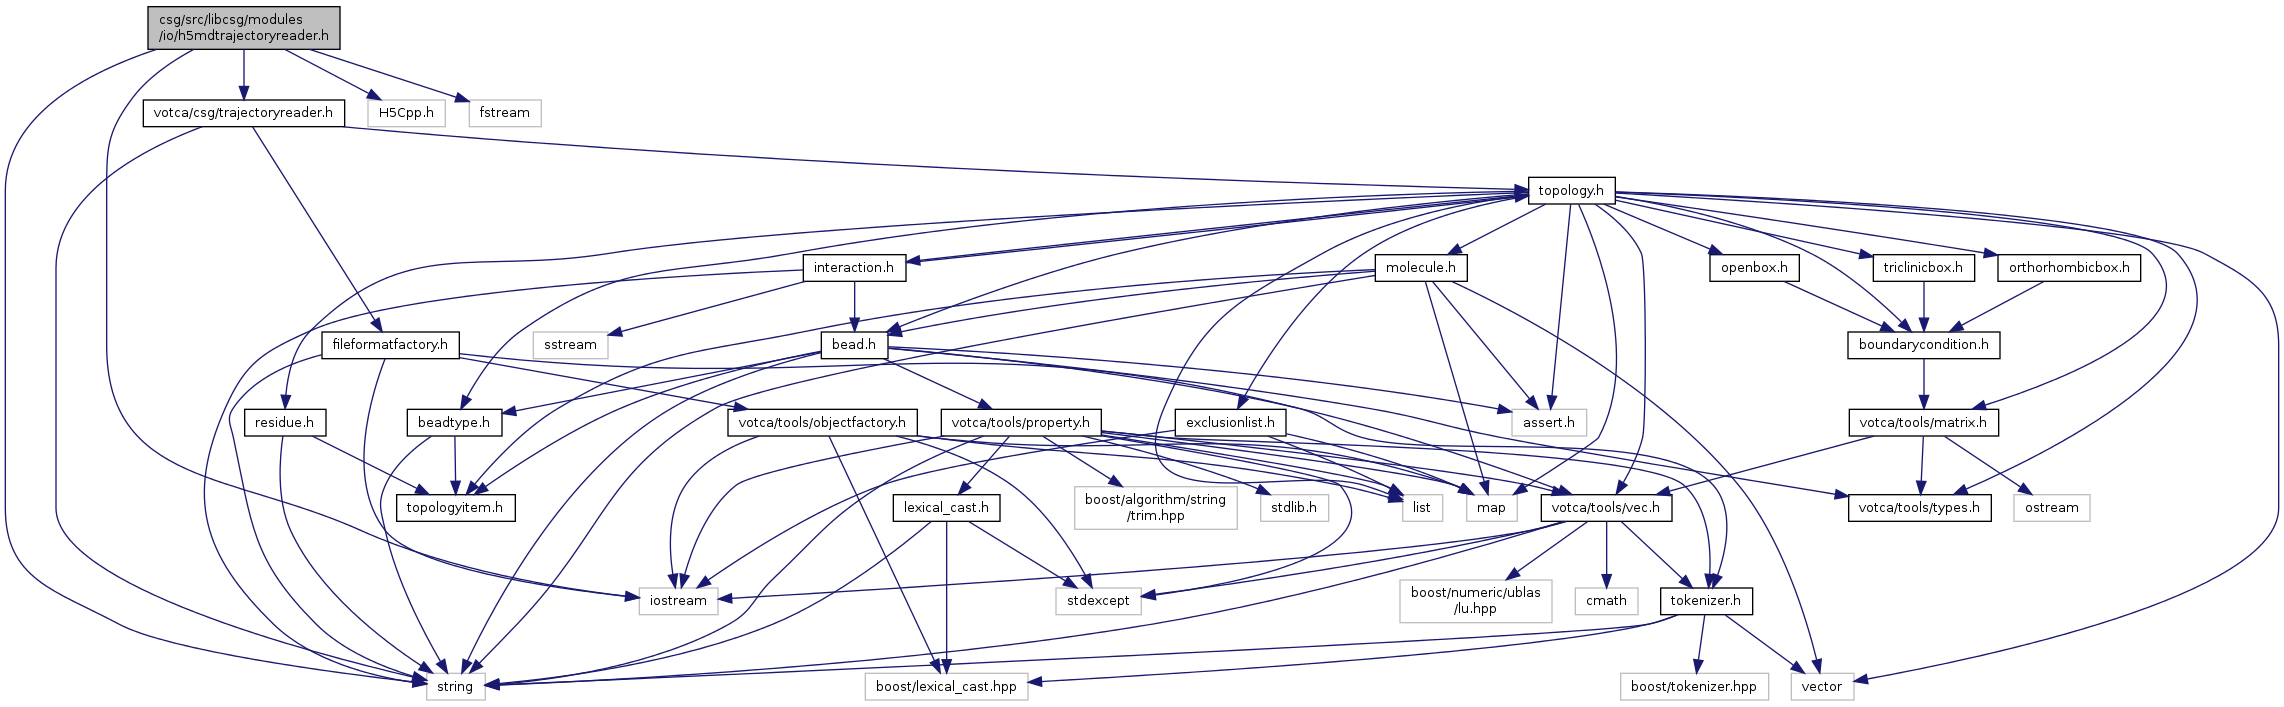 csg/src/libcsg/modules
/io/h5mdtrajectoryreader.h
votca/csg/trajectoryreader.h
H5Cpp.h
fstream
topology.h
interaction.h
molecule.h
openbox.h
triclinicbox.h
orthorhombicbox.h
fileformatfactory.h
sstream
bead.h
boundarycondition.h
residue.h
beadtype.h
votca/tools/objectfactory.h
votca/tools/property.h
exclusionlist.h
assert.h
votca/tools/matrix.h
topologyitem.h
lexical_cast.h
boost/algorithm/string
/trim.hpp
stdlib.h
list
map
votca/tools/vec.h
votca/tools/types.h
ostream
iostream
stdexcept
boost/numeric/ublas
/lu.hpp
cmath
tokenizer.h
string
boost/lexical_cast.hpp
boost/tokenizer.hpp
vector